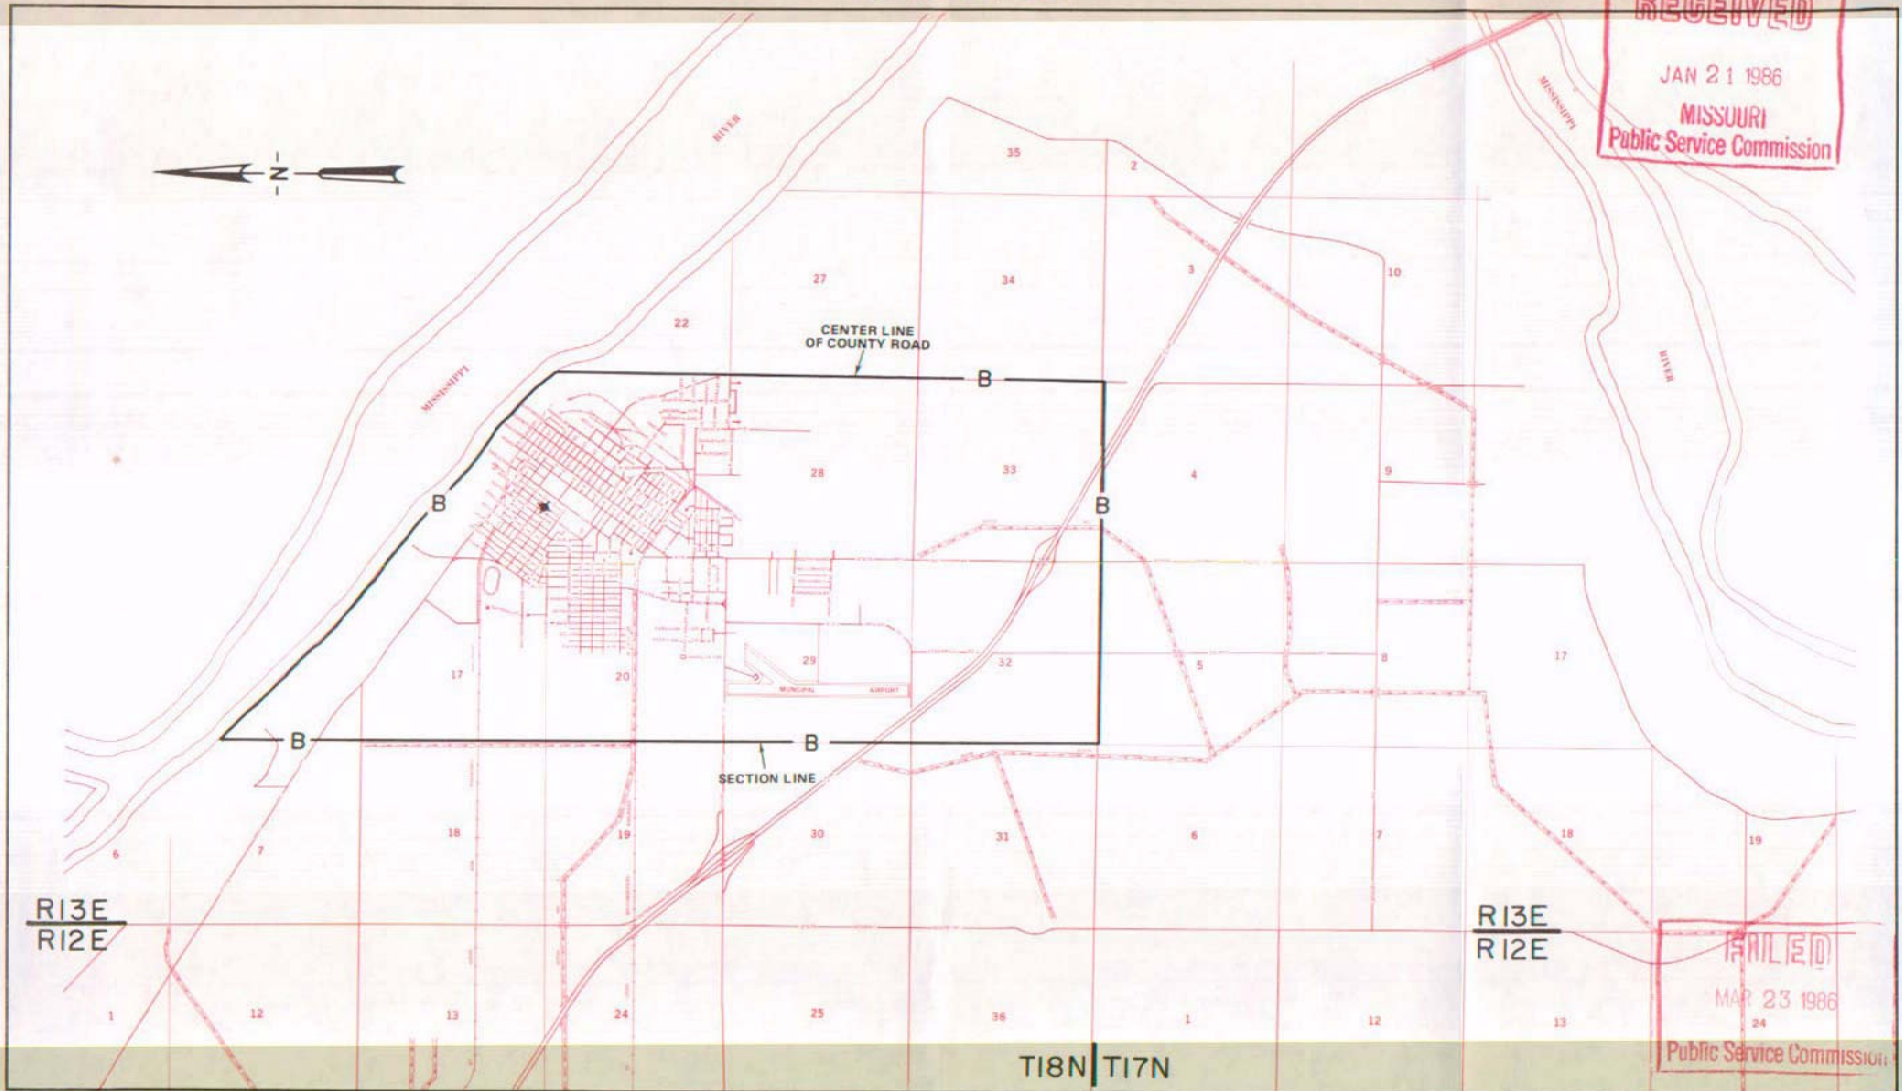 RECEIVED
JAN 21 1986
MISSOURI
Public Service Commission
MISSISSIPPI
RIVER
N
35
2
27
34
3
10
22
CENTER LINE
OF COUNTY ROAD
MISSISSIPPI
RIVER
B
B
B
28
33
4
9
17
20
29
32
5
8
17
MUNICIPAL AIRPORT
B
B
SECTION LINE
6
7
18
19
30
31
6
7
18
19
R13E
R12E
R13E
R12E
FILED
MAR 23 1986
Public Service Commission
1
12
13
24
25
36
1
12
13
24
T18N T17N